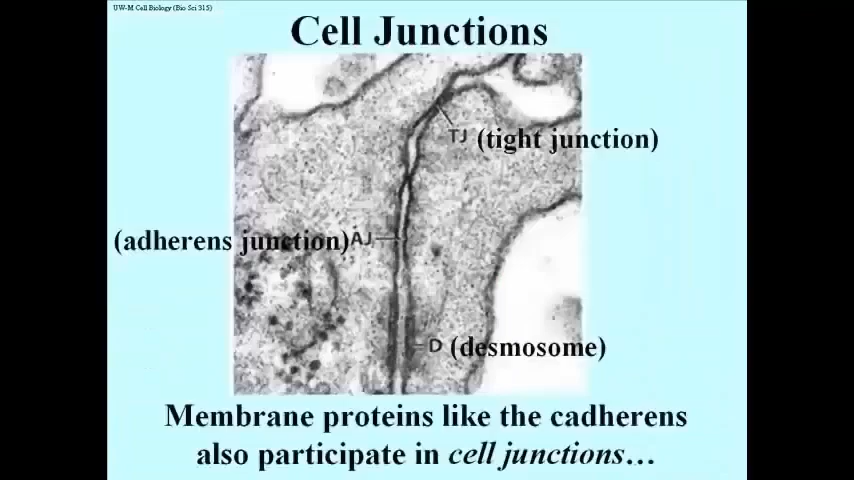 UW-M Cell Biology (Bio Sci 315)
Cell Junctions
TJ (tight junction)
(adherens junction) AJ
D (desmosome)
Membrane proteins like the cadherens
also participate in cell junctions…